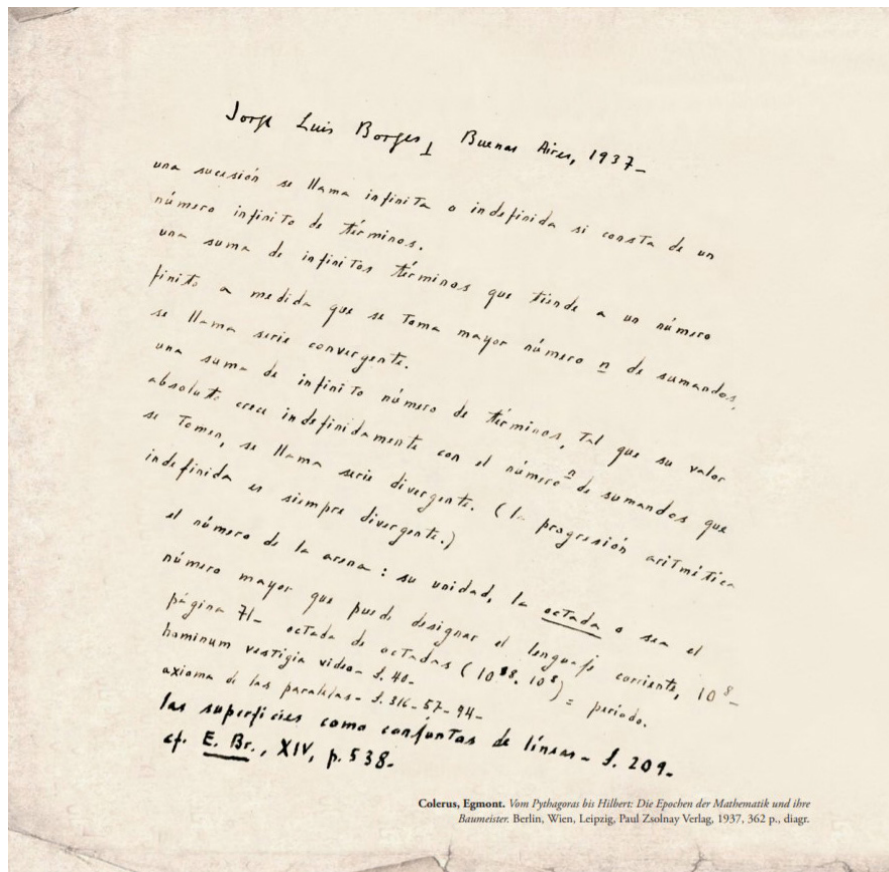 Jorge Luis Borges, Buenos Aires, 1937–
una sucesión se llama infinita o indefinida si consta de un
número infinito de términos.
una suma de infinitos términos que tiende a un número
finito a medida que se toma mayor número n de sumandos,
se llama serie convergente.
una suma de infinito número de términos, tal que su valor
absoluto crece indefinidamente con el número n de sumandos que
se tomen, se llama serie divergente. (la progresión aritmética
indefinida es siempre divergente.)
el número de la arena: su unidad, la octada o sea el
número mayor que puede designar el lenguaje corriente, 10⁸–
página 71– octada de octadas (10⁸·10⁸) = periodo.
hominum vestigia video– S. 40–
axioma de las paralelas– S. 316–57–94–
las superficies como conjuntos de líneas– S. 209–
cf. E. Br., XIV, p. 538–
Colerus, Egmont. Vom Pythagoras bis Hilbert: Die Epochen der Mathematik und ihre
Baumeister. Berlin, Wien, Leipzig, Paul Zsolnay Verlag, 1937, 362 p., diagr.